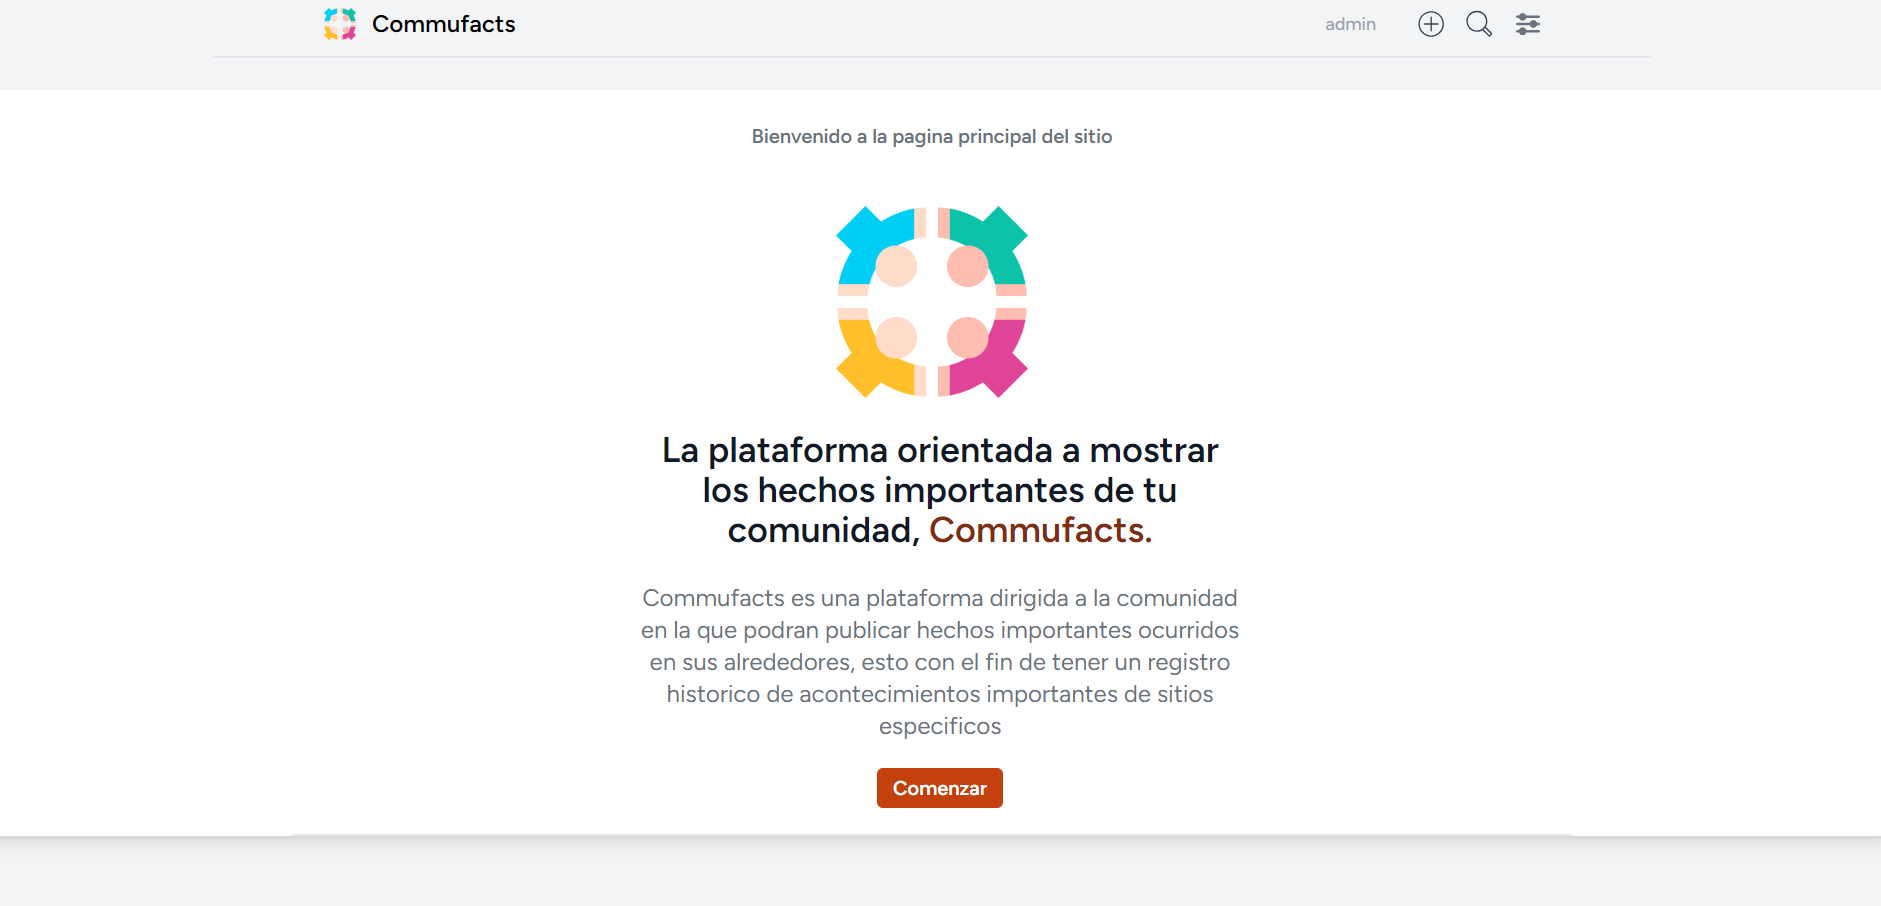 Commufacts
admin
Bienvenido a la pagina principal del sitio
La plataforma orientada a mostrar
los hechos importantes de tu
comunidad, Commufacts.
Commufacts es una plataforma dirigida a la comunidad
en la que podran publicar hechos importantes ocurridos
en sus alrededores, esto con el fin de tener un registro
historico de acontecimientos importantes de sitios
especificos
Comenzar